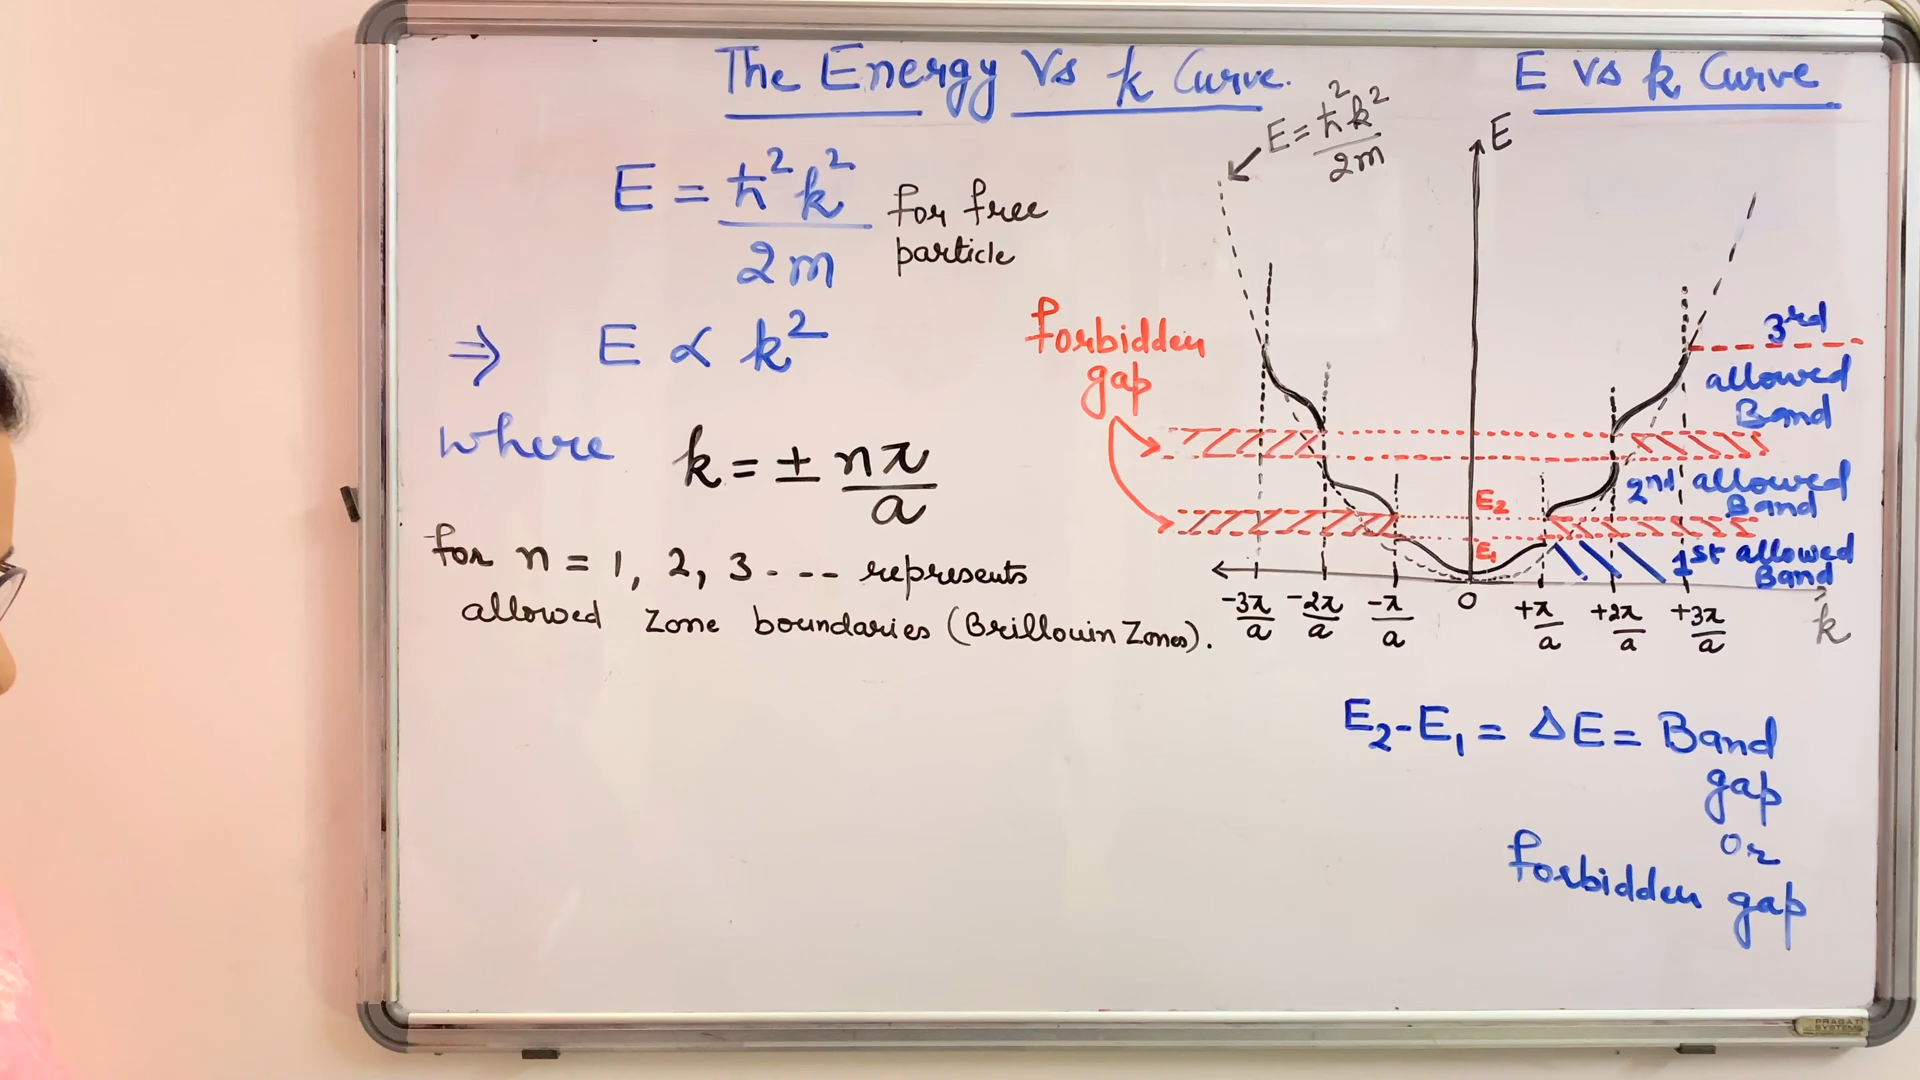 The Energy Vs k Curve.
E = ħ²k²/2m for free particle
⇒ E ∝ k²
where k = ± nπ/a
for n = 1, 2, 3 - - - represents
allowed Zone boundaries (Brillouin Zones).
E vs k Curve
E = ħ²k²/2m
E
Forbidden
gap
3rd
allowed
Band
2nd allowed
Band
1st allowed
Band
E₂
E₁
-3π/a -2π/a -π/a 0 +π/a +2π/a +3π/a
k
E₂-E₁ = ΔE = Band
gap
Or
forbidden gap
PRAGATI
SYSTEMS